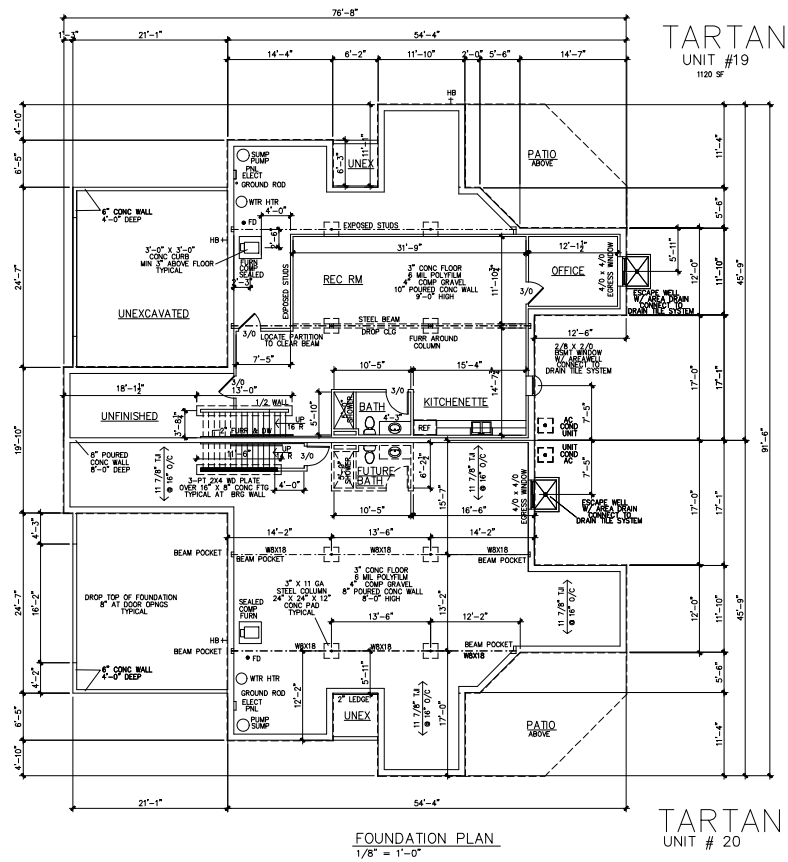 76'-8"
1'-3"
21'-1"
54'-4"
14'-4"
6'-2"
11'-10"
2'-0"
5'-6"
14'-7"
TARTAN
UNIT #19
1120 SF
HB
4'-10"
6'-5"
11'-1"
6'-3"
UNEX
SUMP
PUMP
PNL
ELECT
GROUND ROD
WTR HTR
4'-0"
FD
PATIO
ABOVE
11'-4"
5'-6"
6" CONC WALL
4'-0" DEEP
HB
EXPOSED STUDS
3'-0" X 3'-0"
CONC CURB
MIN 3" ABOVE FLOOR
TYPICAL
FURN
COMP
SEALED
2'-6"
EXPOSED STUDS
31'-9"
12'-1½"
5'-11"
12'-0"
11'-10"
45'-9"
REC RM
3" CONC FLOOR
6 MIL POLYFILM
4" COMP GRAVEL
10" POURED CONC WALL
9'-0" HIGH
OFFICE
4/0 x 4/0
EGRESS WINDOW
3/0
ESCAPE WELL
W/ AREA DRAIN
CONNECT TO
DRAIN TILE SYSTEM
24'-7"
UNEXCAVATED
STEEL BEAM
DROP CLG
3/0
LOCATE PARTITION
TO CLEAR BEAM
FURR AROUND
COLUMN
12'-6"
2/8 X 2/0
BSMT WINDOW
W/ AREAWELL
CONNECT TO
DRAIN TILE SYSTEM
7'-5"
10'-5"
15'-4"
17'-0"
17'-1"
18'-1½"
3/0
13'-0"
1/2 WALL
5'-10"
SHOWER
BATH
3/0
4'-3"
KITCHENETTE
REF
7'-5"
AC
COND
UNIT
UNFINISHED
UP
16 R
FURR & DW
91'-6"
19'-10"
8" POURED
CONC WALL
8'-0" DEEP
11 7/8" TJI
@ 16" O/C
11'-6"
UP
3/0
4'-0"
SHOWER
FUTURE
BATH
11 7/8" TJI
@ 16" O/C
UNIT
COND
AC
7'-5"
3-PT 2X4 WD PLATE
OVER 16" X 8" CONC FTG
TYPICAL AT BRG WALL
10'-5"
15'-7"
16'-6"
4/0 x 4/0
EGRESS WINDOW
ESCAPE WELL
W/ AREA DRAIN
CONNECT TO
DRAIN TILE SYSTEM
17'-0"
17'-1"
4'-3"
14'-2"
13'-6"
14'-2"
BEAM POCKET
W8X18
W8X18
W8X18
BEAM POCKET
BEAM POCKET
3" CONC FLOOR
6 MIL POLYFILM
4" COMP GRAVEL
8" POURED CONC WALL
8'-0" HIGH
3" X 11 GA
STEEL COLUMN
24" X 24" X 12"
CONC PAD
TYPICAL
DROP TOP OF FOUNDATION
8" AT DOOR OPNGS
TYPICAL
24'-7"
16'-2"
SEALED
COMP
FURN
13'-6"
13'-2"
12'-2"
11 7/8" TJI
@ 16" O/C
12'-0"
11'-10"
45'-9"
HB
BEAM POCKET
W8X18
BEAM POCKET
W8X18
FD
6" CONC WALL
4'-0" DEEP
4'-2"
WTR HTR
GROUND ROD
ELECT
PNL
PUMP
SUMP
12'-2"
5'-11"
2" LEDGE
UNEX
11 7/8" TJI
@ 16" O/C
17'-0"
5'-6"
PATIO
ABOVE
11'-4"
6'-5"
4'-10"
21'-1"
54'-4"
FOUNDATION PLAN
1/8" = 1'-0"
TARTAN
UNIT # 20